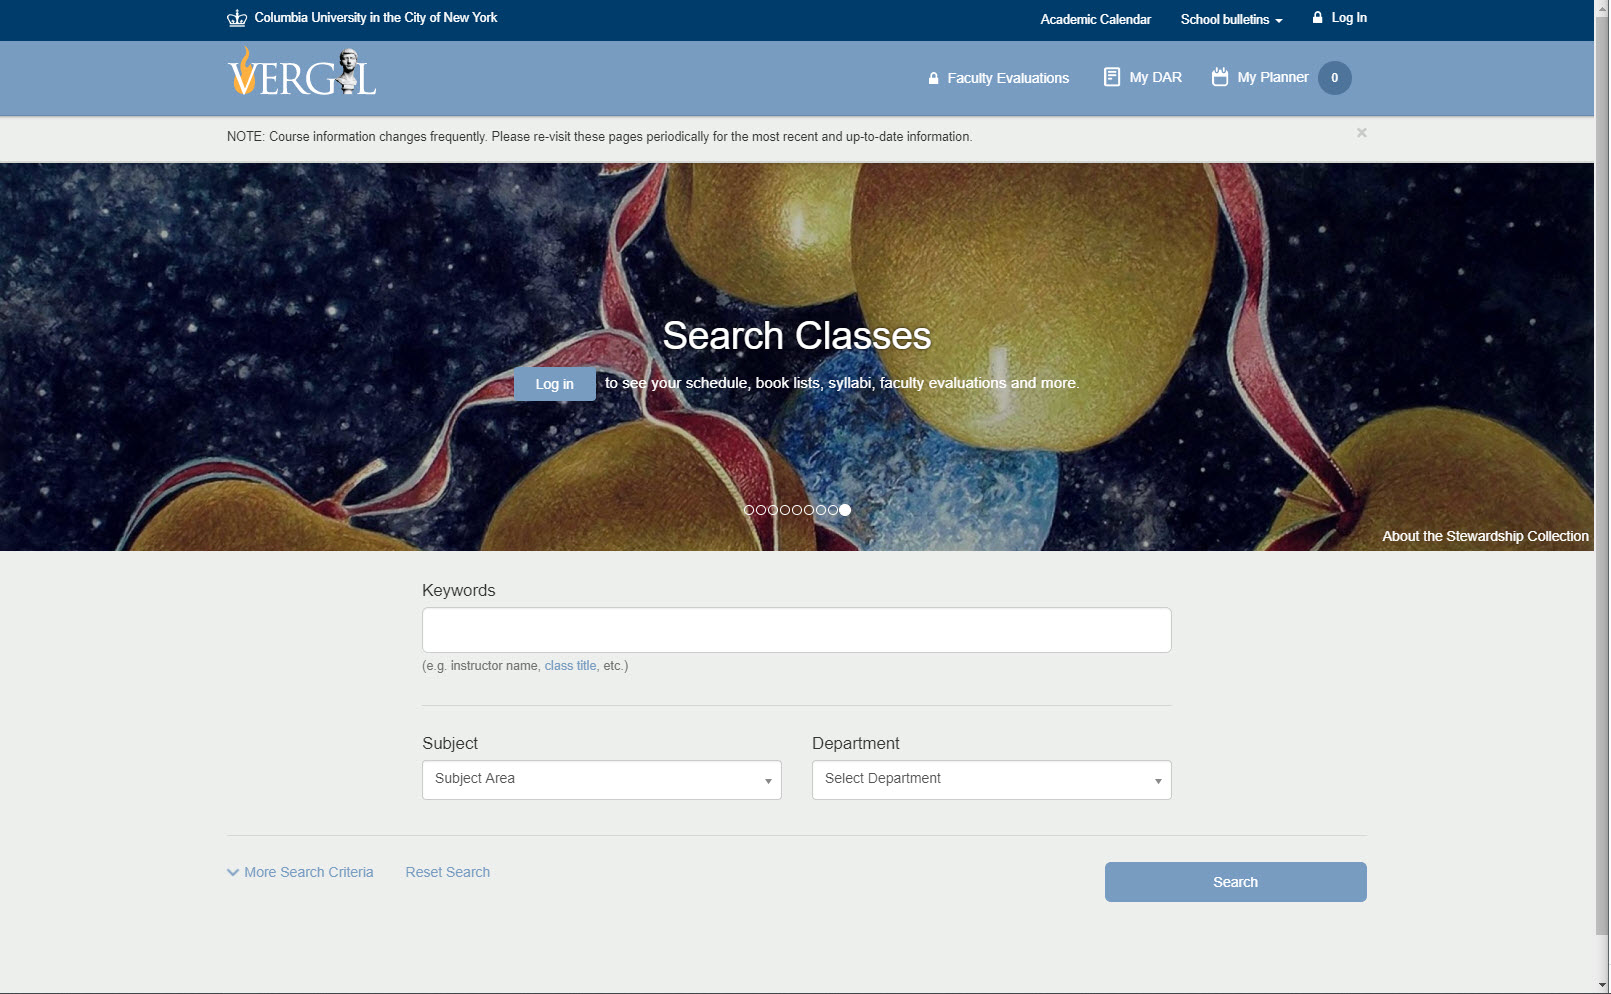 Columbia University in the City of New York
Academic Calendar
School bulletins
Log In
VERGIL
Faculty Evaluations
My DAR
My Planner
0
NOTE: Course information changes frequently. Please re-visit these pages periodically for the most recent and up-to-date information.
×
Search Classes
Log in to see your schedule, book lists, syllabi, faculty evaluations and more.
About the Stewardship Collection
Keywords
(e.g. instructor name, class title, etc.)
Subject
Department
Subject Area
Select Department
More Search Criteria
Reset Search
Search